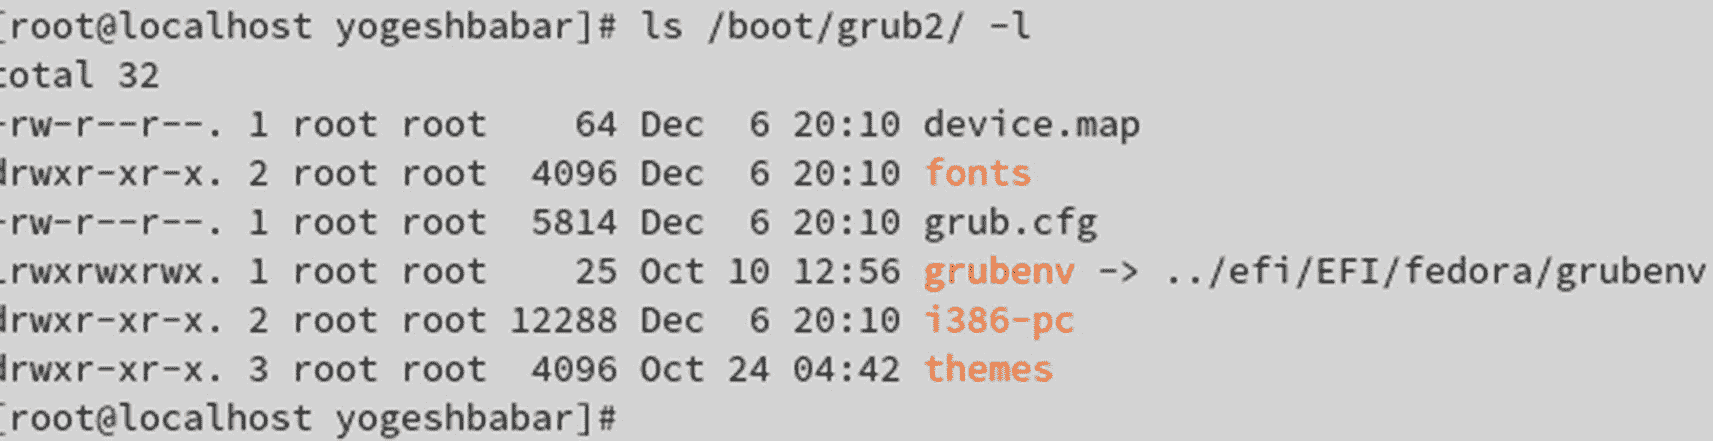 [root@localhost yogeshbabar]# ls /boot/grub2/ -l
total 32
-rw-r--r--. 1 root root    64 Dec  6 20:10 device.map
drwxr-xr-x. 2 root root  4096 Dec  6 20:10 fonts
-rw-r--r--. 1 root root  5814 Dec  6 20:10 grub.cfg
lrwxrwxrwx. 1 root root    25 Oct 10 12:56 grubenv -> ../efi/EFI/fedora/grubenv
drwxr-xr-x. 2 root root 12288 Dec  6 20:10 i386-pc
drwxr-xr-x. 3 root root  4096 Oct 24 04:42 themes
[root@localhost yogeshbabar]#